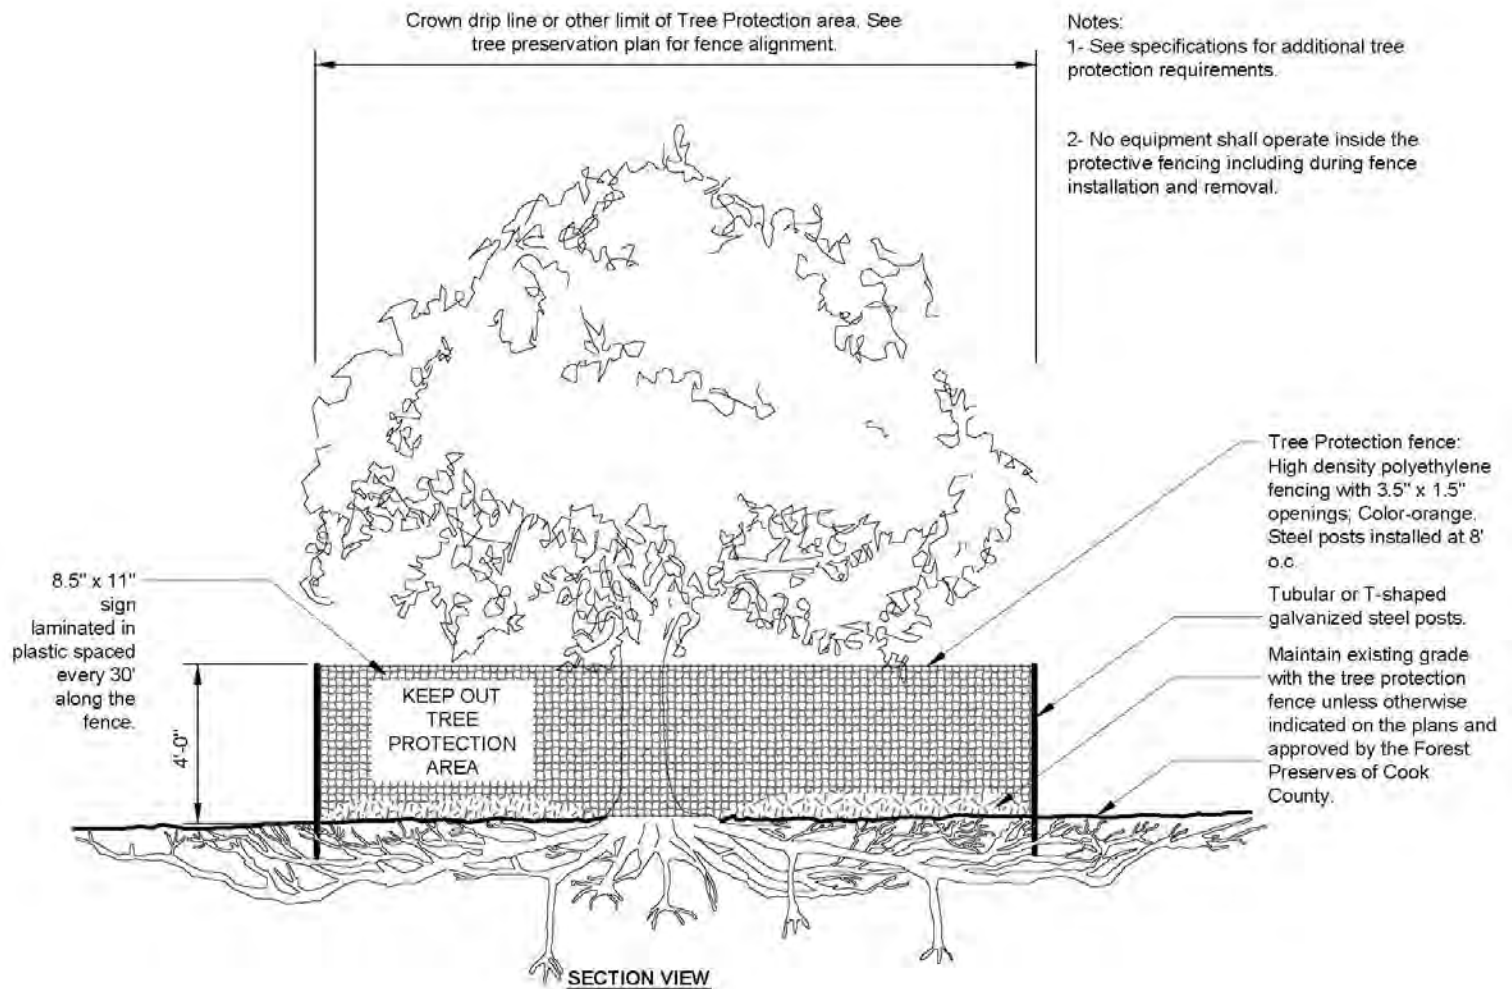 Crown drip line or other limit of Tree Protection area. See
tree preservation plan for fence alignment.
Notes:
1- See specifications for additional tree
protection requirements.
2- No equipment shall operate inside the
protective fencing including during fence
installation and removal.
Tree Protection fence:
High density polyethylene
fencing with 3.5" x 1.5"
openings; Color-orange.
Steel posts installed at 8'
o.c.
Tubular or T-shaped
galvanized steel posts.
Maintain existing grade
with the tree protection
fence unless otherwise
indicated on the plans and
approved by the Forest
Preserves of Cook
County.
8.5" x 11"
sign
laminated in
plastic spaced
every 30'
along the
fence.
4'-0"
KEEP OUT
TREE
PROTECTION
AREA
SECTION VIEW